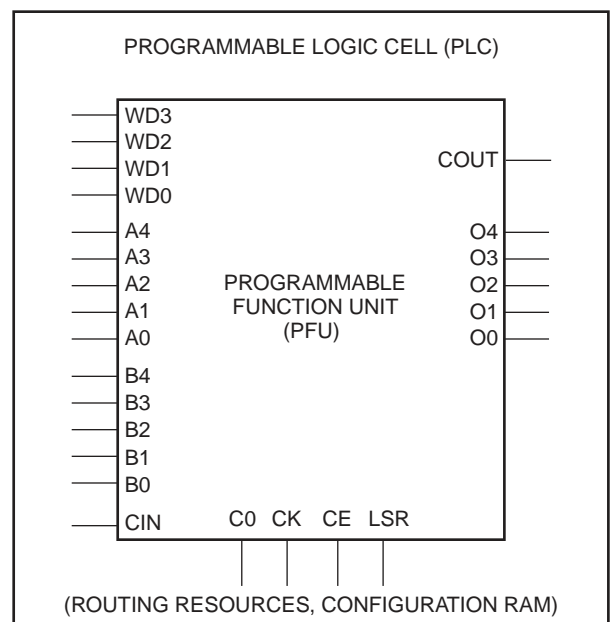 PROGRAMMABLE LOGIC CELL (PLC)
WD3
WD2
WD1
WD0
A4
A3
A2
A1
A0
B4
B3
B2
B1
B0
CIN
PROGRAMMABLE
FUNCTION UNIT
(PFU)
COUT
O4
O3
O2
O1
O0
C0 CK CE LSR
(ROUTING RESOURCES, CONFIGURATION RAM)